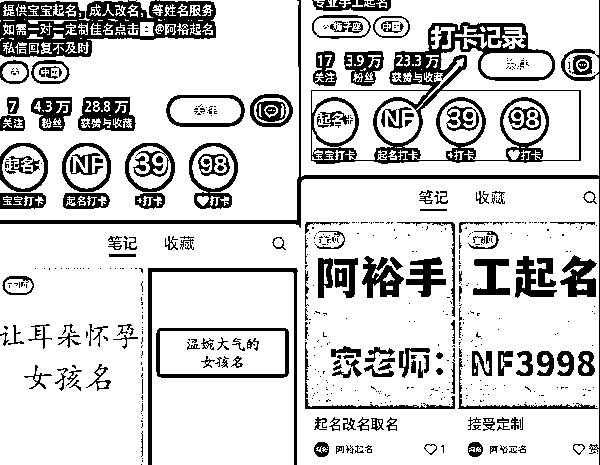 提供宝宝起名，成人改名，等姓名服务
如需一对一定制佳名点击 @阿裕起名
私信回复不及时
中国
7 关注
4.3 万 粉丝
28.8 万 获赞与收藏
关注
起名
NF
39
98
宝宝打卡
起名打卡
打卡
打卡
笔记 收藏
让耳朵怀孕
女孩名
温婉大气的
女孩名
专业手工起名
狮子座
中国
打卡记录
17 关注
3.9 万 粉丝
23.3 万 获赞与收藏
起名
NF
39
98
宝宝打卡
起名打卡
打卡
打卡
笔记 收藏
阿裕手
家老师：
起名改名取名
阿裕起名
1
工起名
NF3998
接受定制
阿裕起名
赞